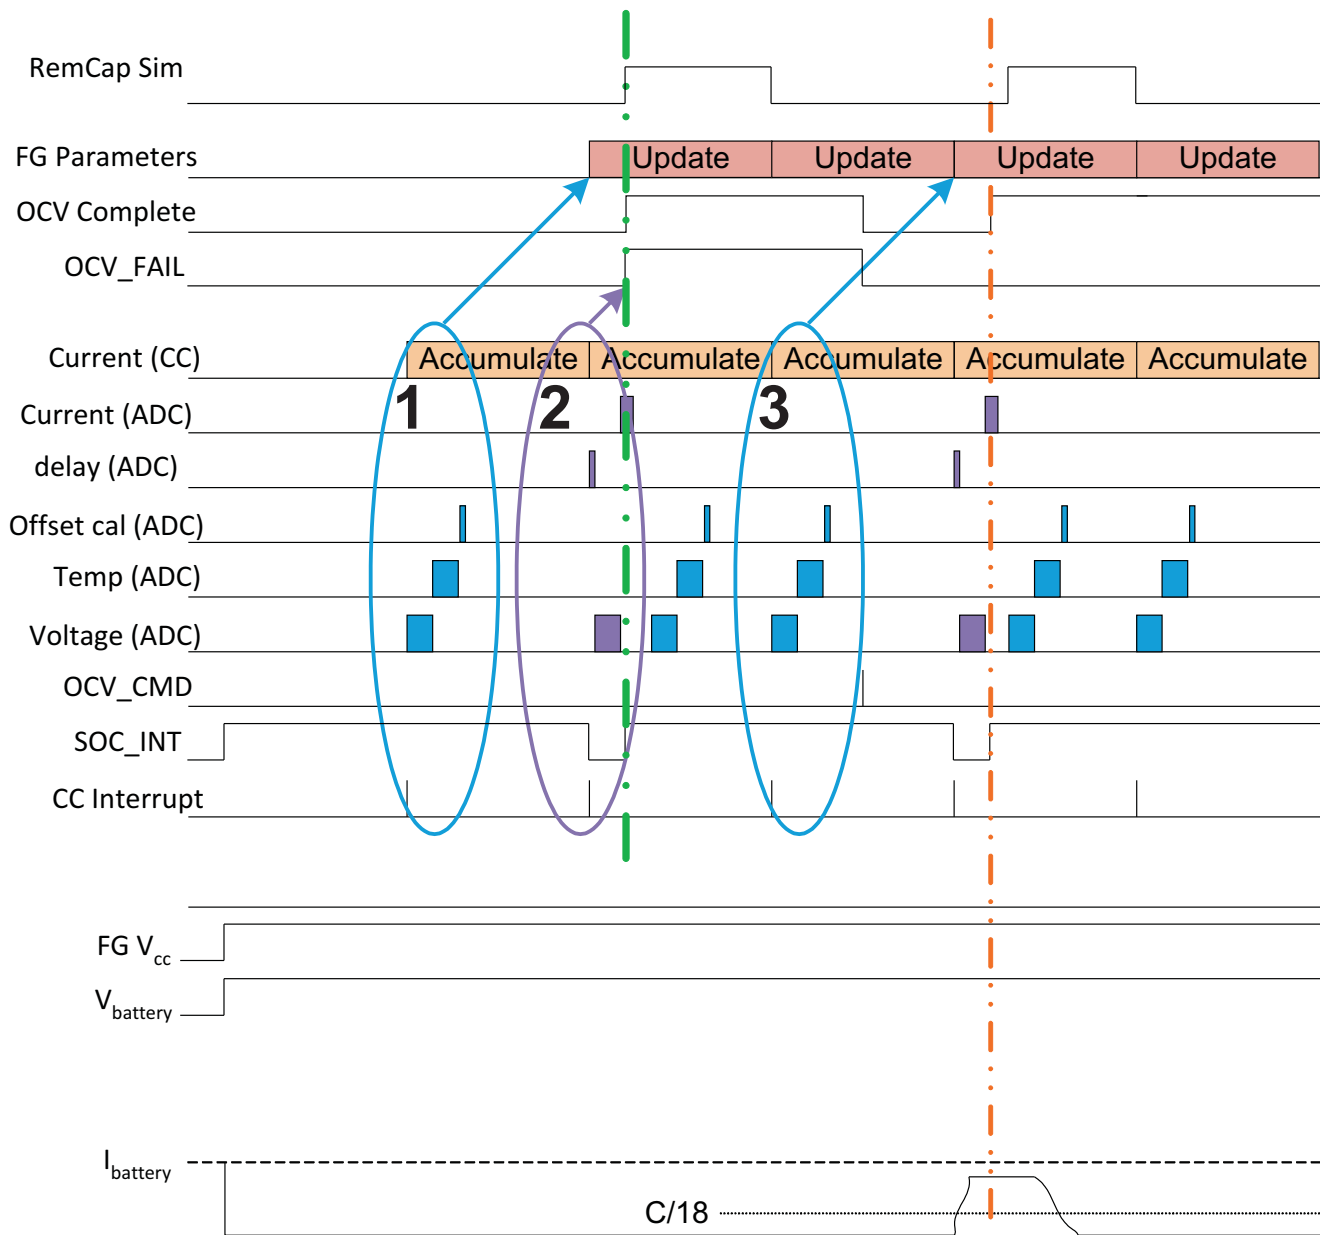 RemCap Sim
FG Parameters Update Update Update Update
OCV Complete
OCV_FAIL
Current (CC) Accumulate Accumulate Accumulate Accumulate Accumulate
1 2 3
Current (ADC)
delay (ADC)
Offset cal (ADC)
Temp (ADC)
Voltage (ADC)
OCV_CMD
SOC_INT
CC Interrupt
FG Vcc
Vbattery
Ibattery
C/18